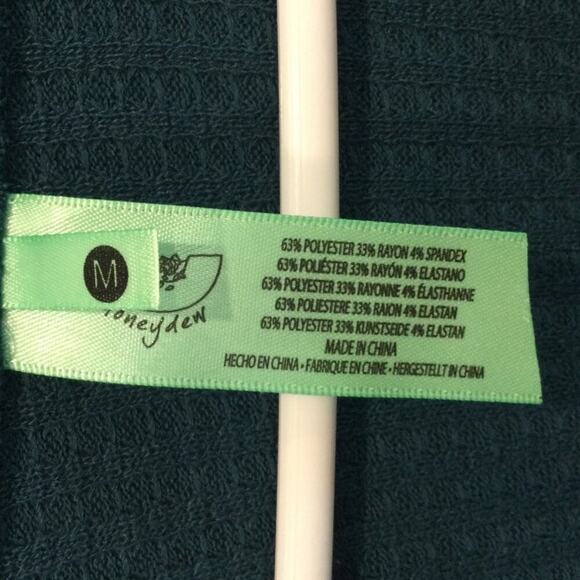 M
honeydew
63% POLYESTER 33% RAYON 4% SPANDEX
63% POLIÉSTER 33% RAYÓN 4% ELASTANO
63% POLYESTER 33% RAYONNE 4% ÉLASTHANNE
63% POLIESTERE 33% RAION 4% ELASTAN
63% POLYESTER 33% KUNSTSEIDE 4% ELASTAN
MADE IN CHINA
HECHO EN CHINA • FABRIQUE EN CHINE • HERGESTELLT IN CHINA